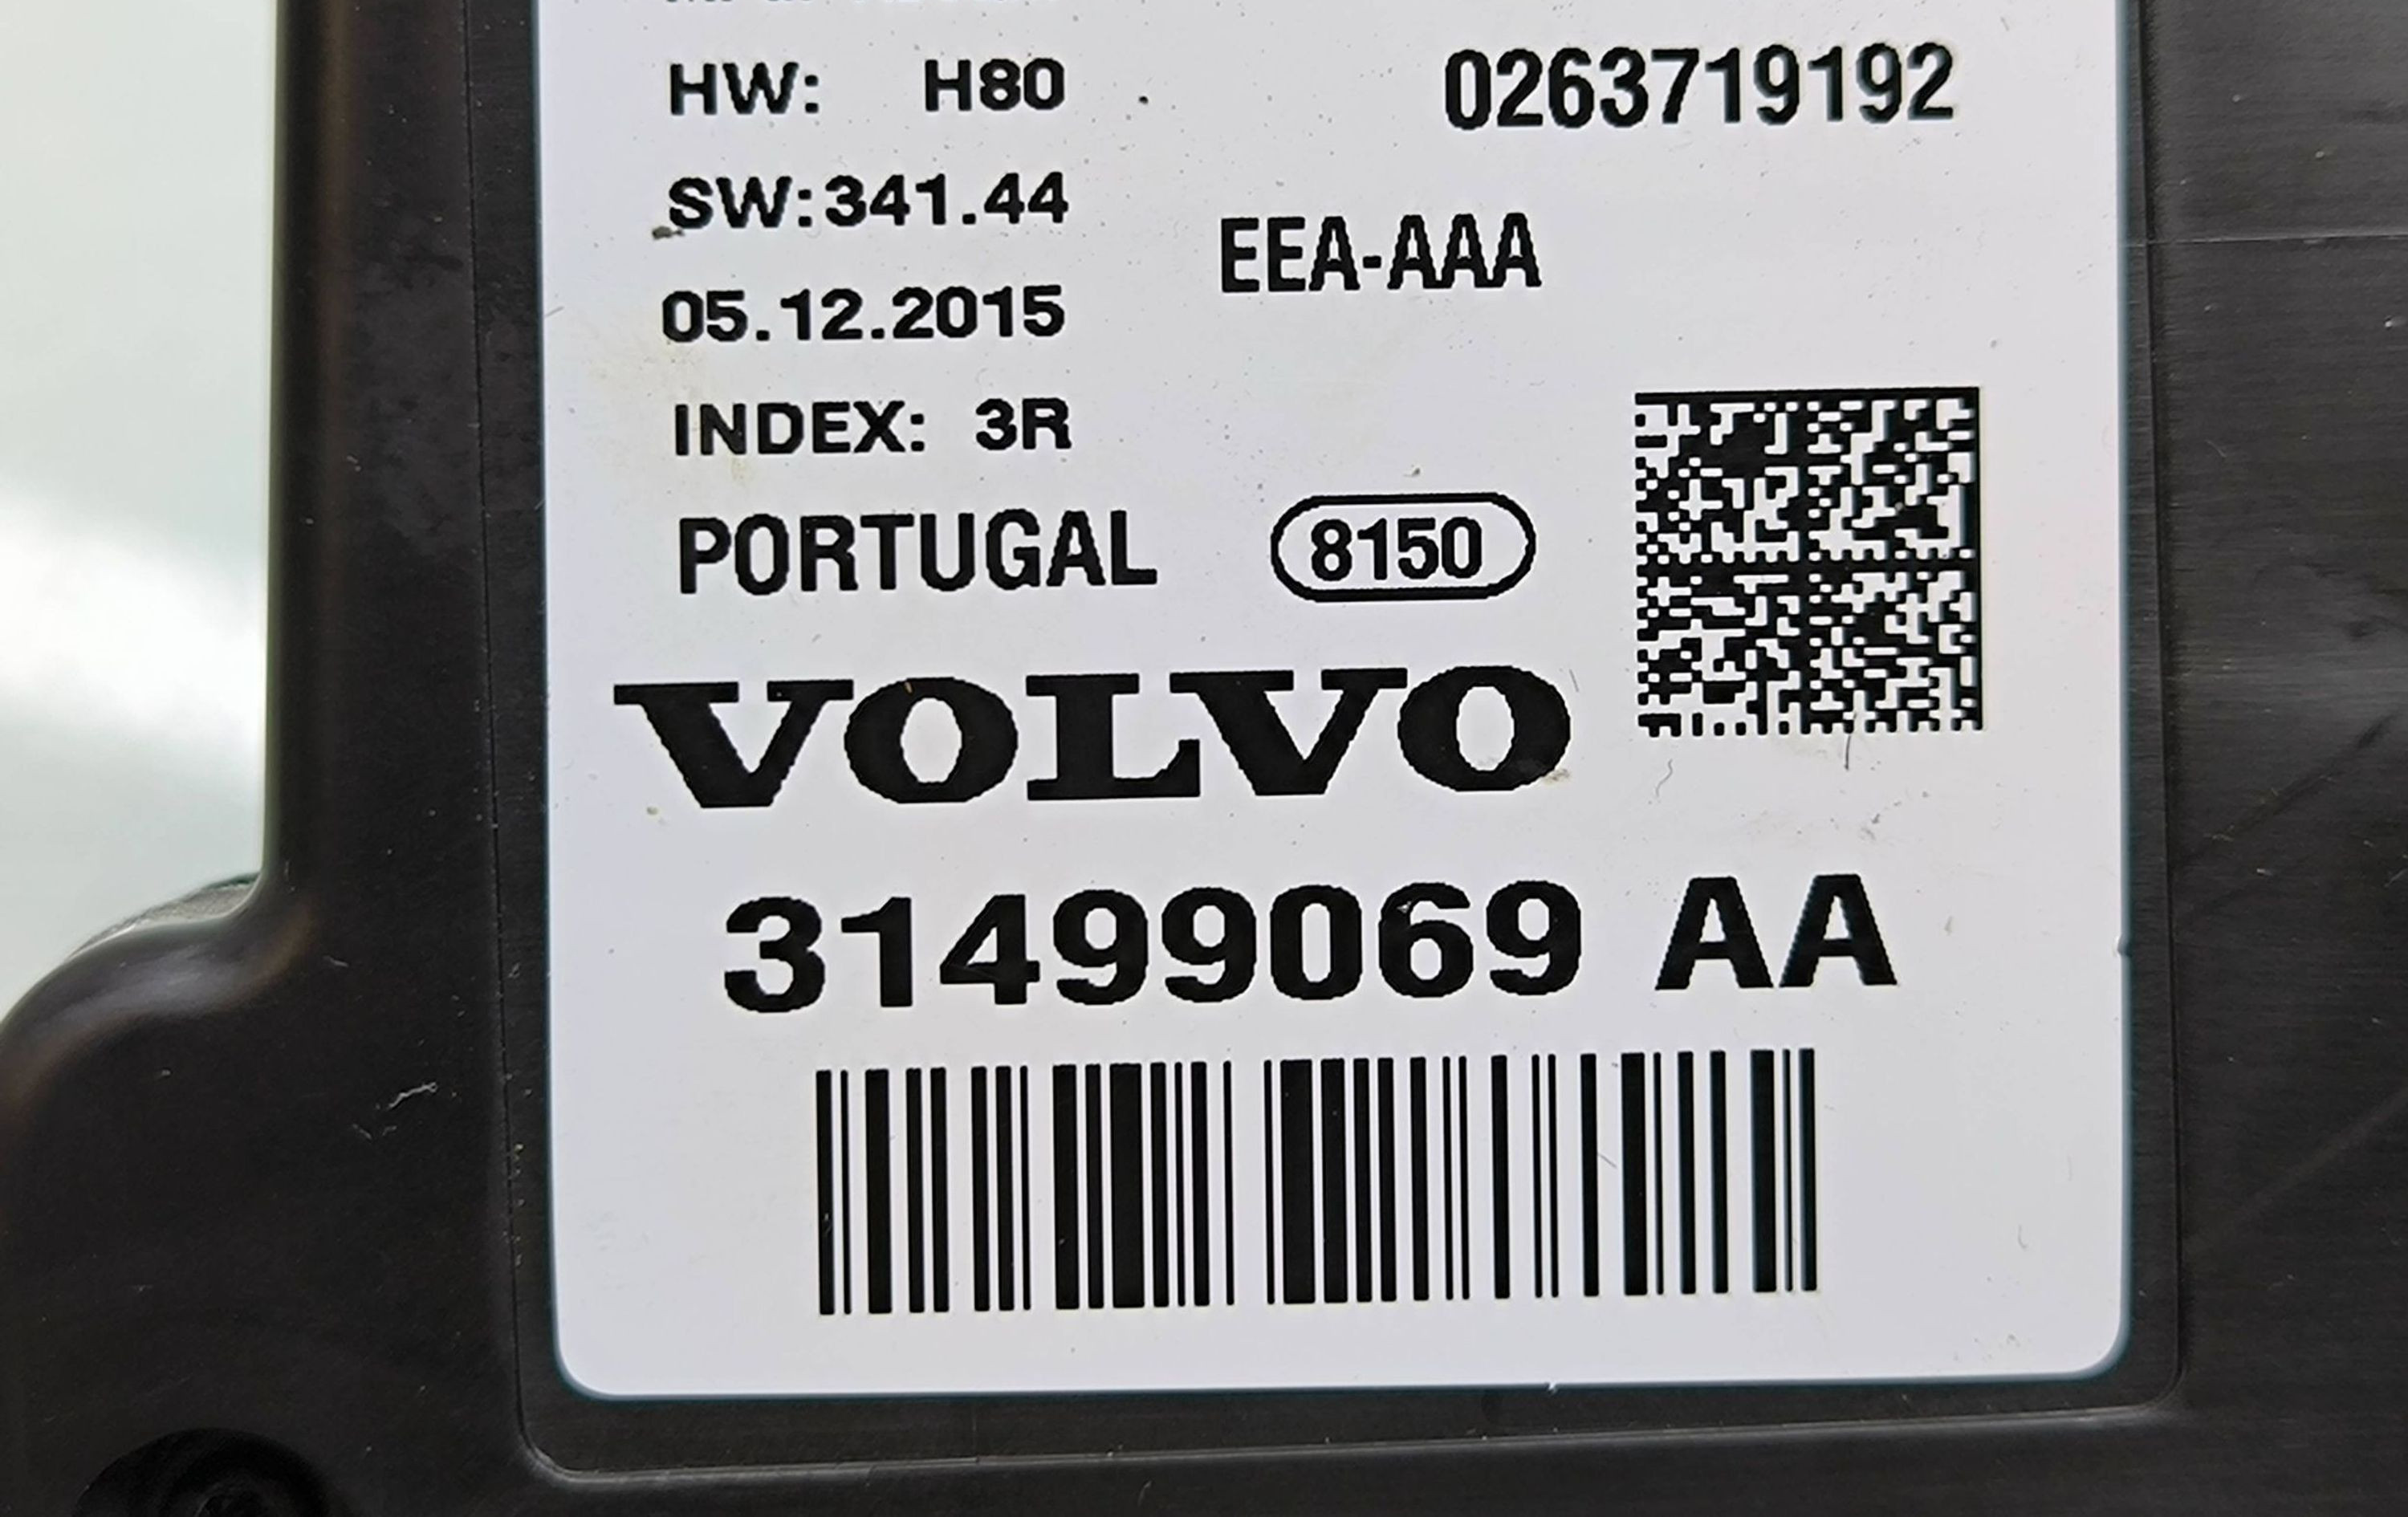 HW: H80 0263719192
SW:341.44
EEA-AAA
05.12.2015
INDEX: 3R
PORTUGAL 8150
VOLVO
31499069 AA